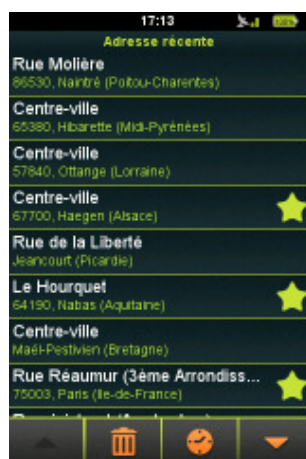 17:13
100%
Adresse récente
Rue Molière
86530, Naintré (Poitou-Charentes)
Centre-ville
65380, Hibarette (Midi-Pyrénées)
Centre-ville
57840, Ottange (Lorraine)
Centre-ville
67700, Haegen (Alsace)
Rue de la Liberté
Jeancourt (Picardie)
Le Hourquet
64190, Nabas (Aquitaine)
Centre-ville
Maël-Pestivien (Bretagne)
Rue Réaumur (3ème Arrondiss...
75003, Paris (Ile-de-France)